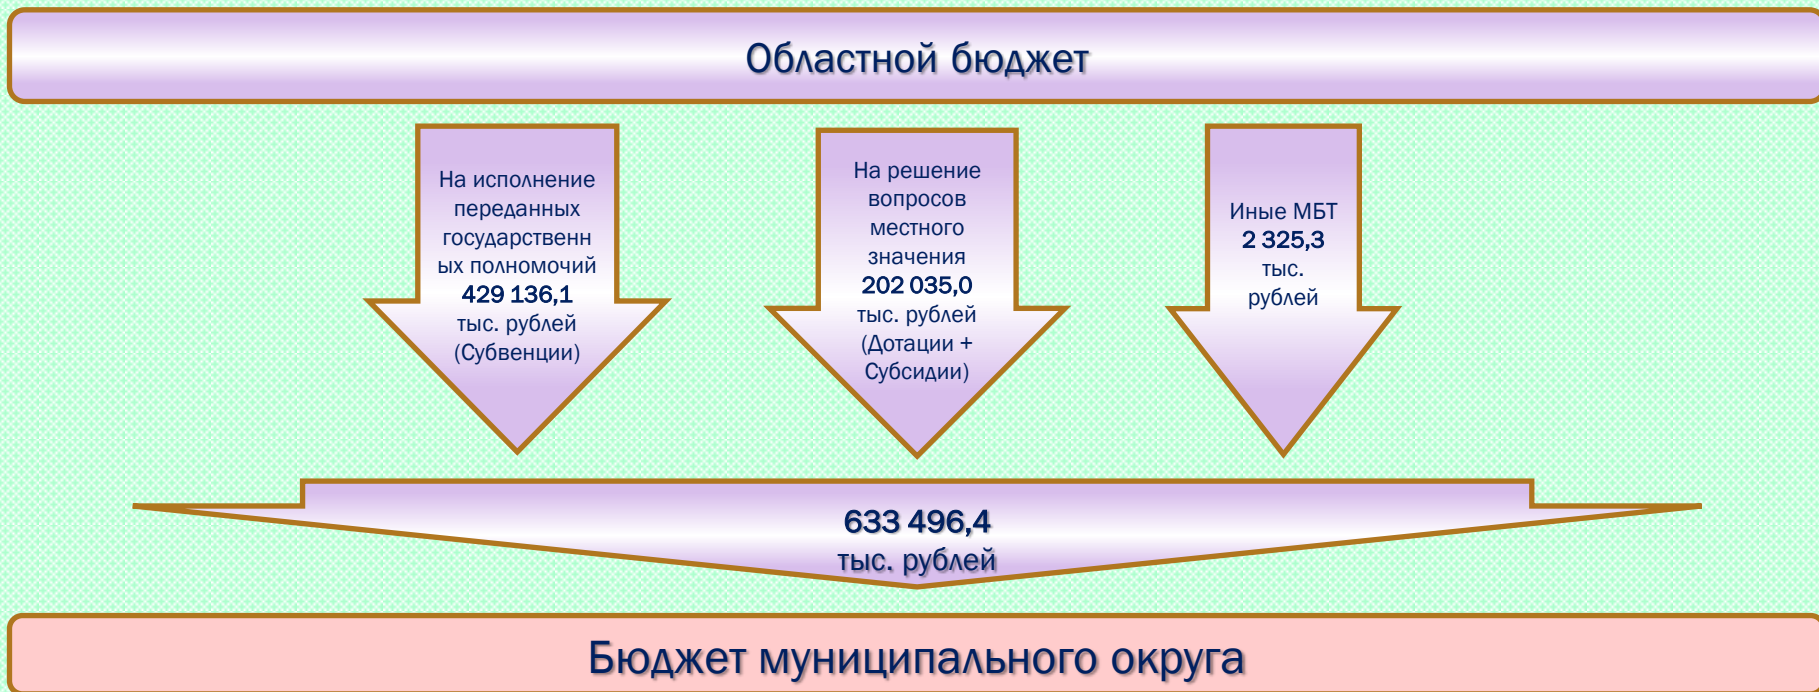 Областной бюджет
На исполнение
переданных
государственн
ых полномочий
429 136,1
тыс. рублей
(Субвенции)
На решение
вопросов
местного
значения
202 035,0
тыс. рублей
(Дотации +
Субсидии)
Иные МБТ
2 325,3
тыс.
рублей
633 496,4
тыс. рублей
Бюджет муниципального округа